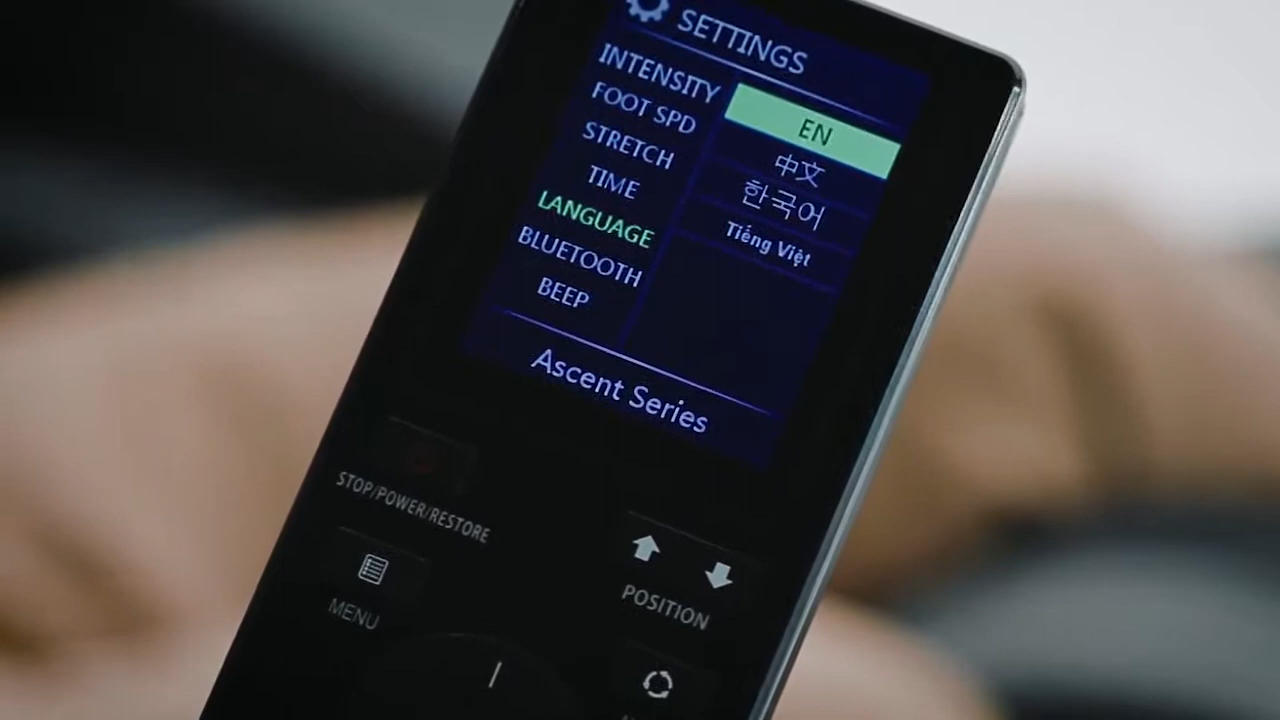 SETTINGS
INTENSITY
FOOT SPD
STRETCH
TIME
LANGUAGE
BLUETOOTH
BEEP
EN
中文
한국어
Tiếng Việt
Ascent Series
STOP/POWER/RESTORE
MENU
POSITION